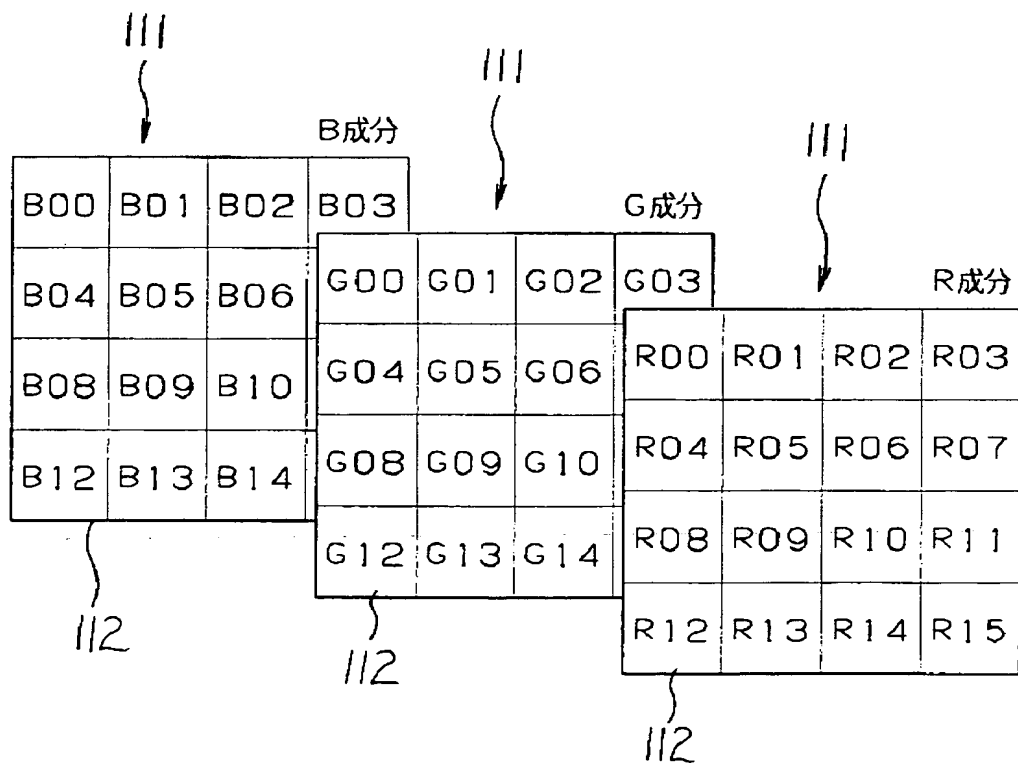 111
B成分
B00 B01 B02 B03
B04 B05 B06
B08 B09 B10
B12 B13 B14
112
111
G成分
G00 G01 G02 G03
G04 G05 G06
G08 G09 G10
G12 G13 G14
112
111
R成分
R00 R01 R02 R03
R04 R05 R06 R07
R08 R09 R10 R11
R12 R13 R14 R15
112